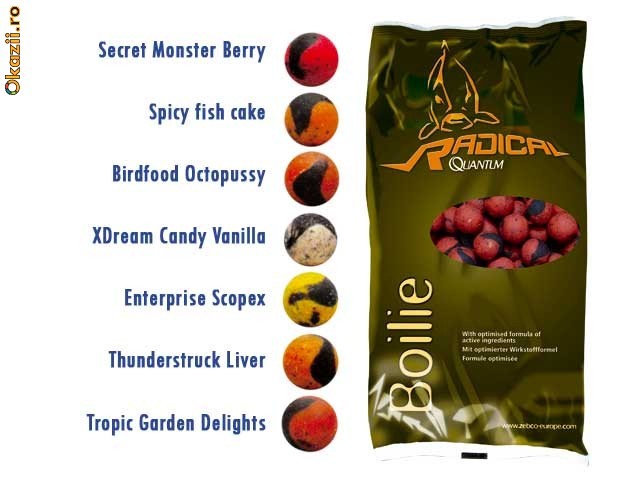 Okazii.ro
Secret Monster Berry
Spicy fish cake
Birdfood Octopussy
XDream Candy Vanilla
Enterprise Scopex
Thunderstruck Liver
Tropic Garden Delights
RADICAL
QUANTUM
Boilie
With optimised formula of
active ingredients
Mit optimierter Wirkstoffformel
Formule optimisée
www.zebco-europe.com